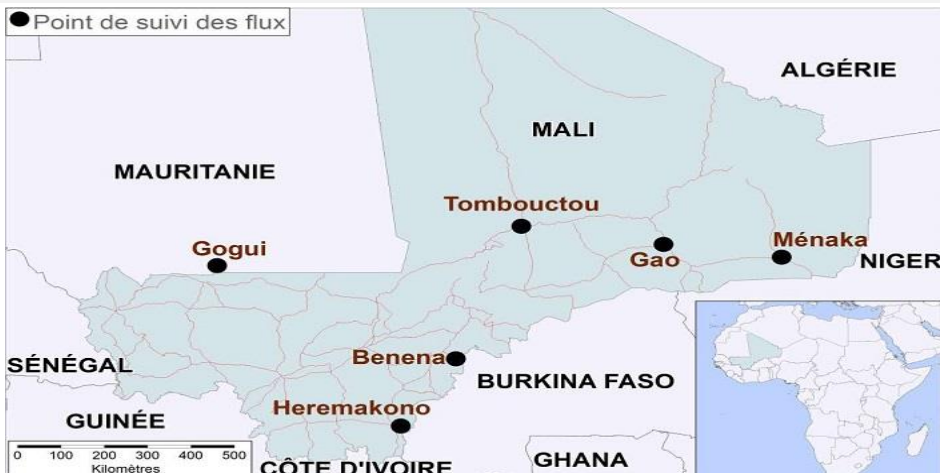 Point de suivi des flux
ALGÉRIE
MALI
MAURITANIE
Tombouctou
Gogui
Ménaka
Gao
NIGER
Benena
SÉNÉGAL
BURKINA FASO
Heremakono
GUINÉE
0 100 200 300 400 500
Kilomètres
CÔTE D'IVOIRE
GHANA